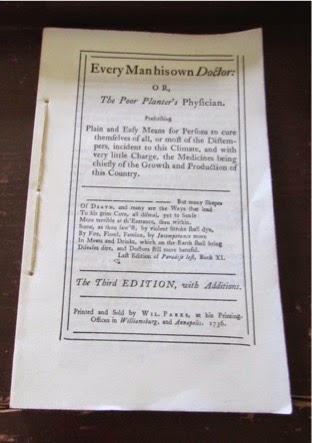 Every Man his own Doctor:
OR,
The Poor Planter's Physician.
Prescribing
Plain and Easy Means for Persons to cure
themselves of all, or most of the Distem-
pers, incident to this Climate, and with
very little Charge, the Medicines being
chiefly of the Growth and Production of
this Country.
But many Shapes
Of DEATH, and many are the Ways that lead
To his grim Cave, all dismal, yet to Sense
More terrible at th' Entrance, than within.
Some, as thou saw'st, by violent Stroke shall dye,
By Fire, Flood, Famine, by Intemperance more
In Meats and Drinks, which on the Earth shall bring
Diseases dire, and
Last Edition of Paradise lost, Book XI.
The Third EDITION, with Additions.
Printed and Sold by WIL. PARKS, at his Printing-
Offices in Williamsburg, and Annapolis. 1736.